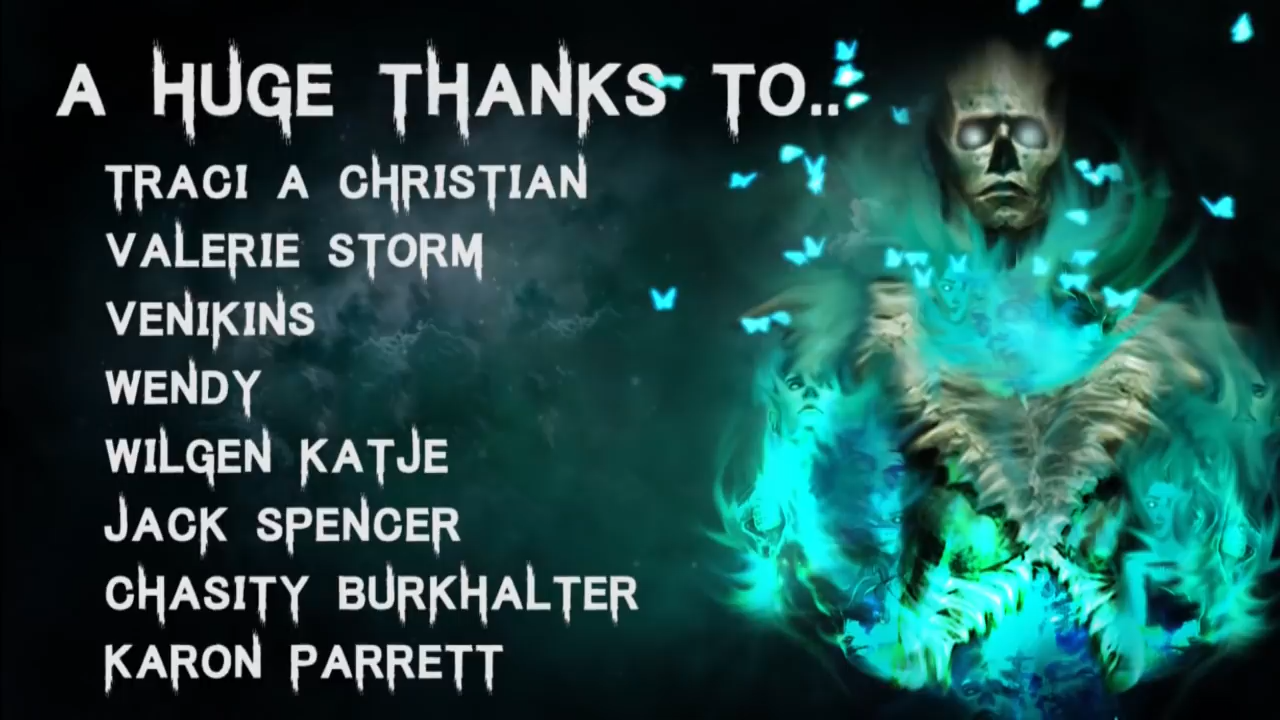 A HUGE THANKS TO..
TRACI A CHRISTIAN
VALERIE STORM
VENIKINS
WENDY
WILGEN KATJE
JACK SPENCER
CHASITY BURKHALTER
KARON PARRETT